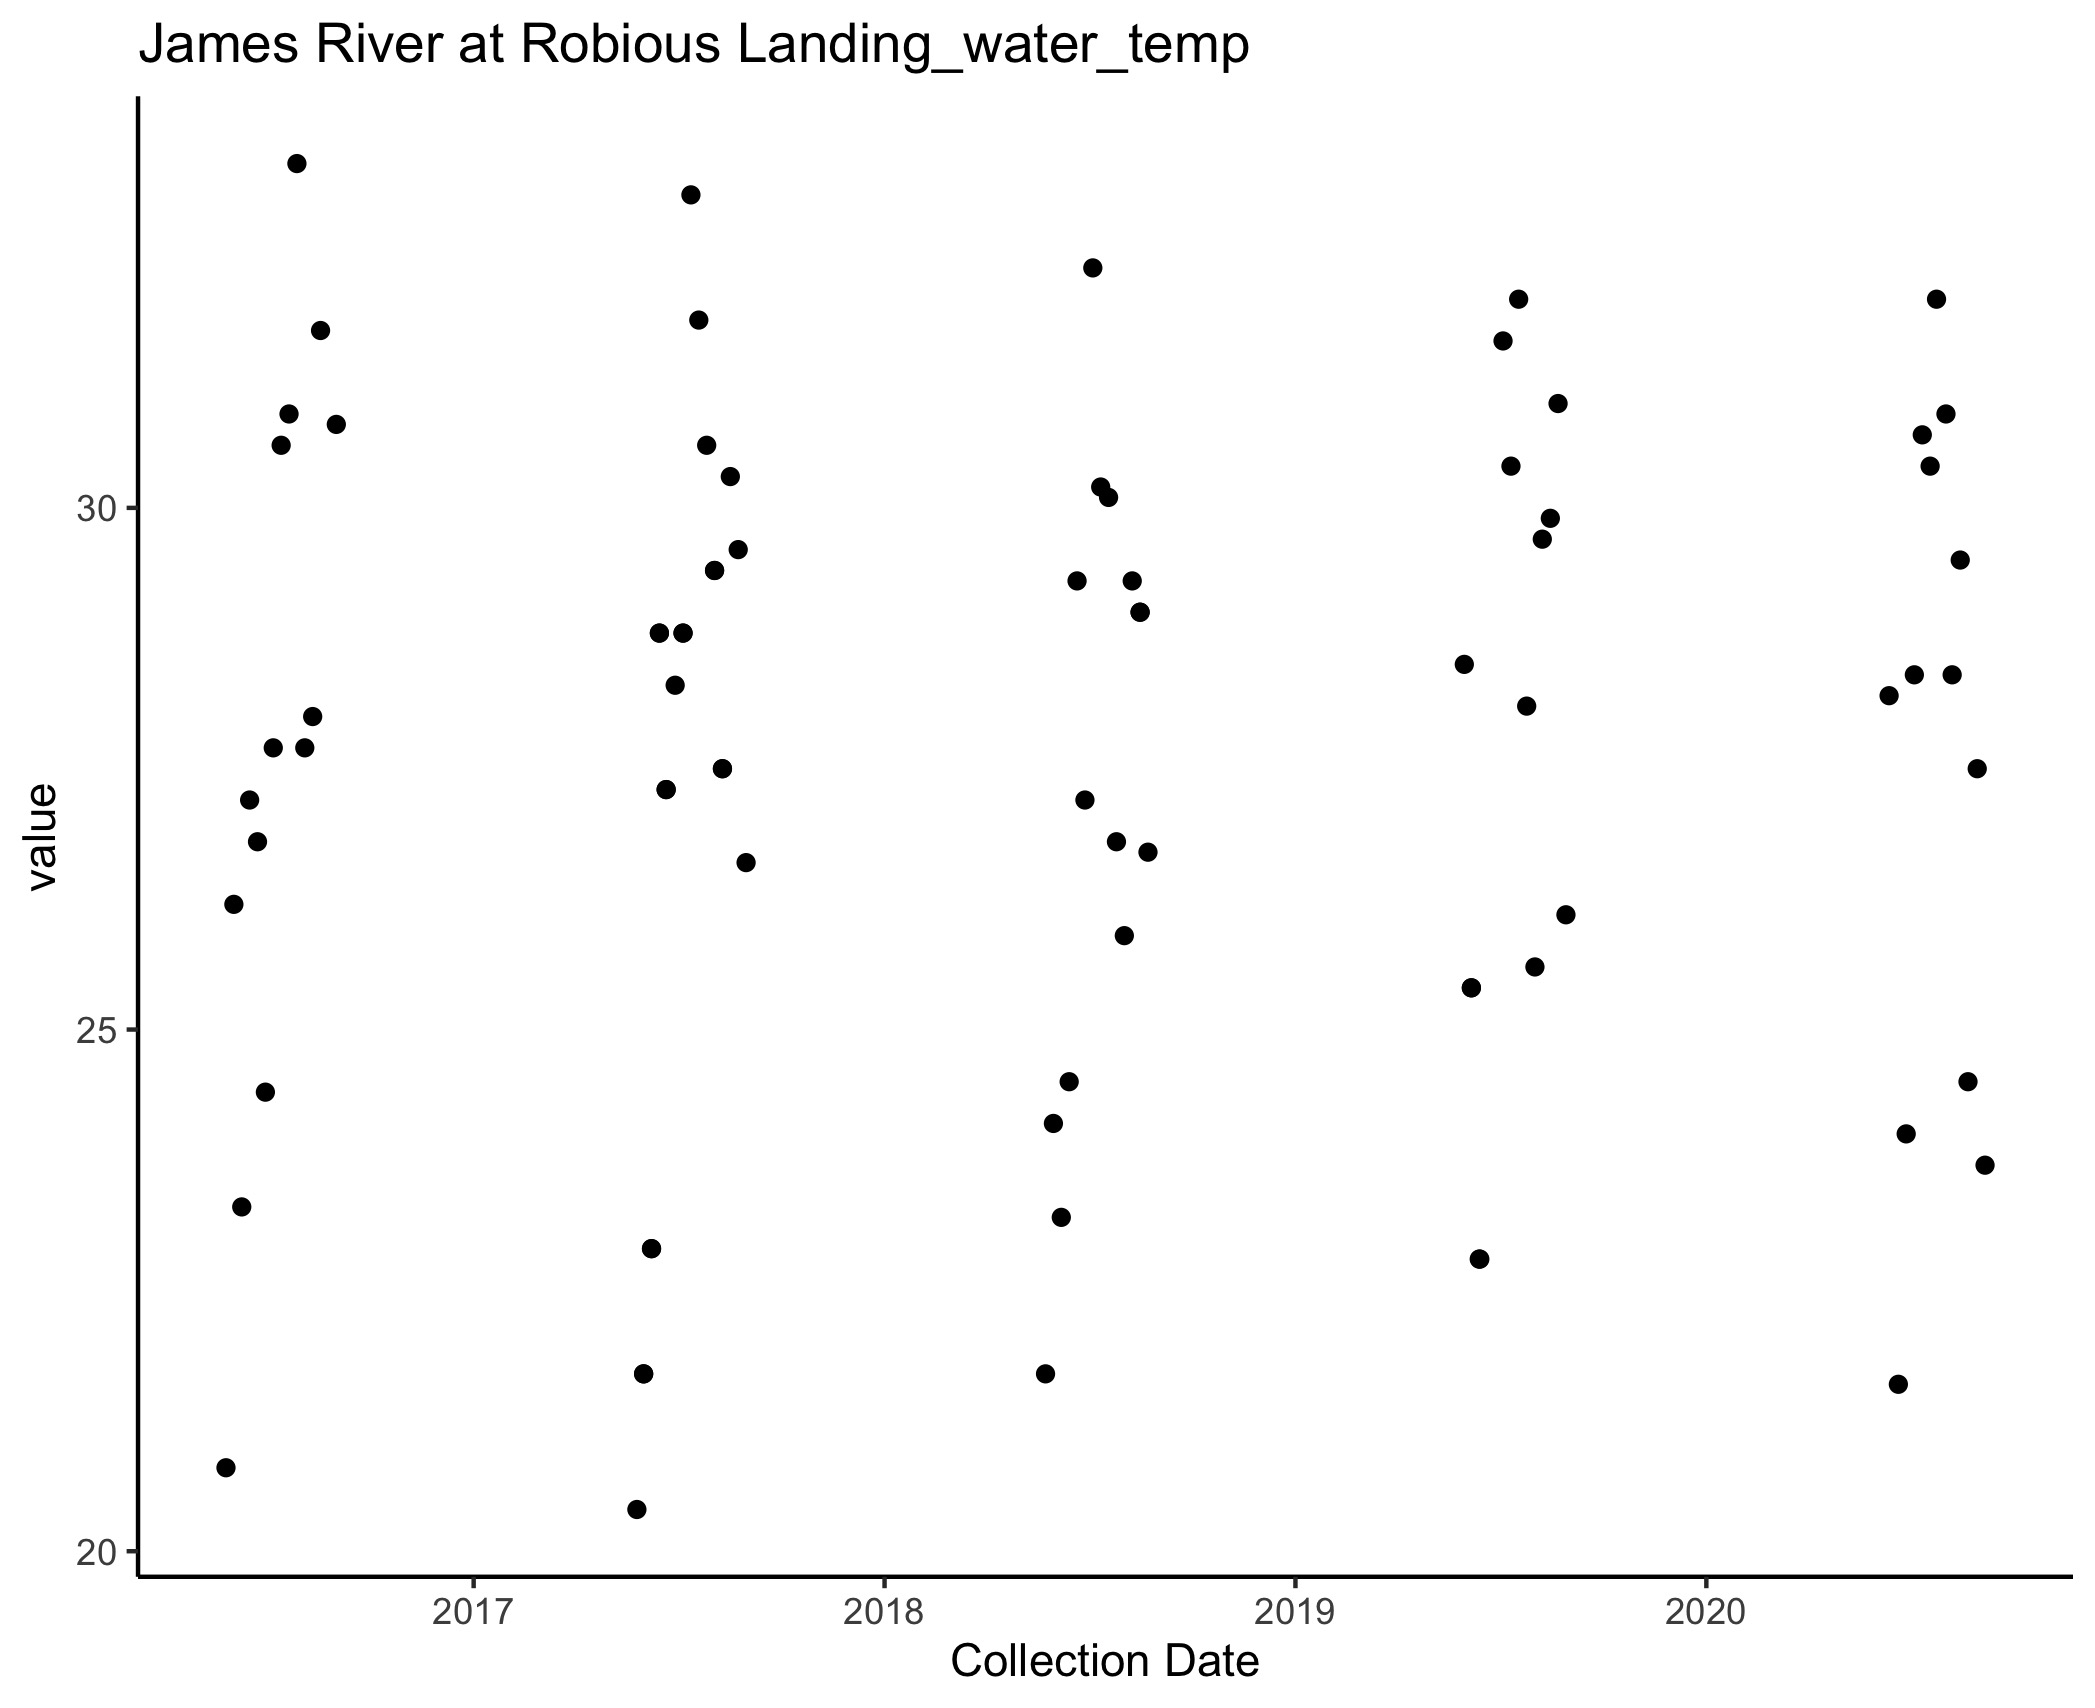 James River at Robious Landing_water_temp
value
30
25
20
2017 2018 2019 2020
Collection Date